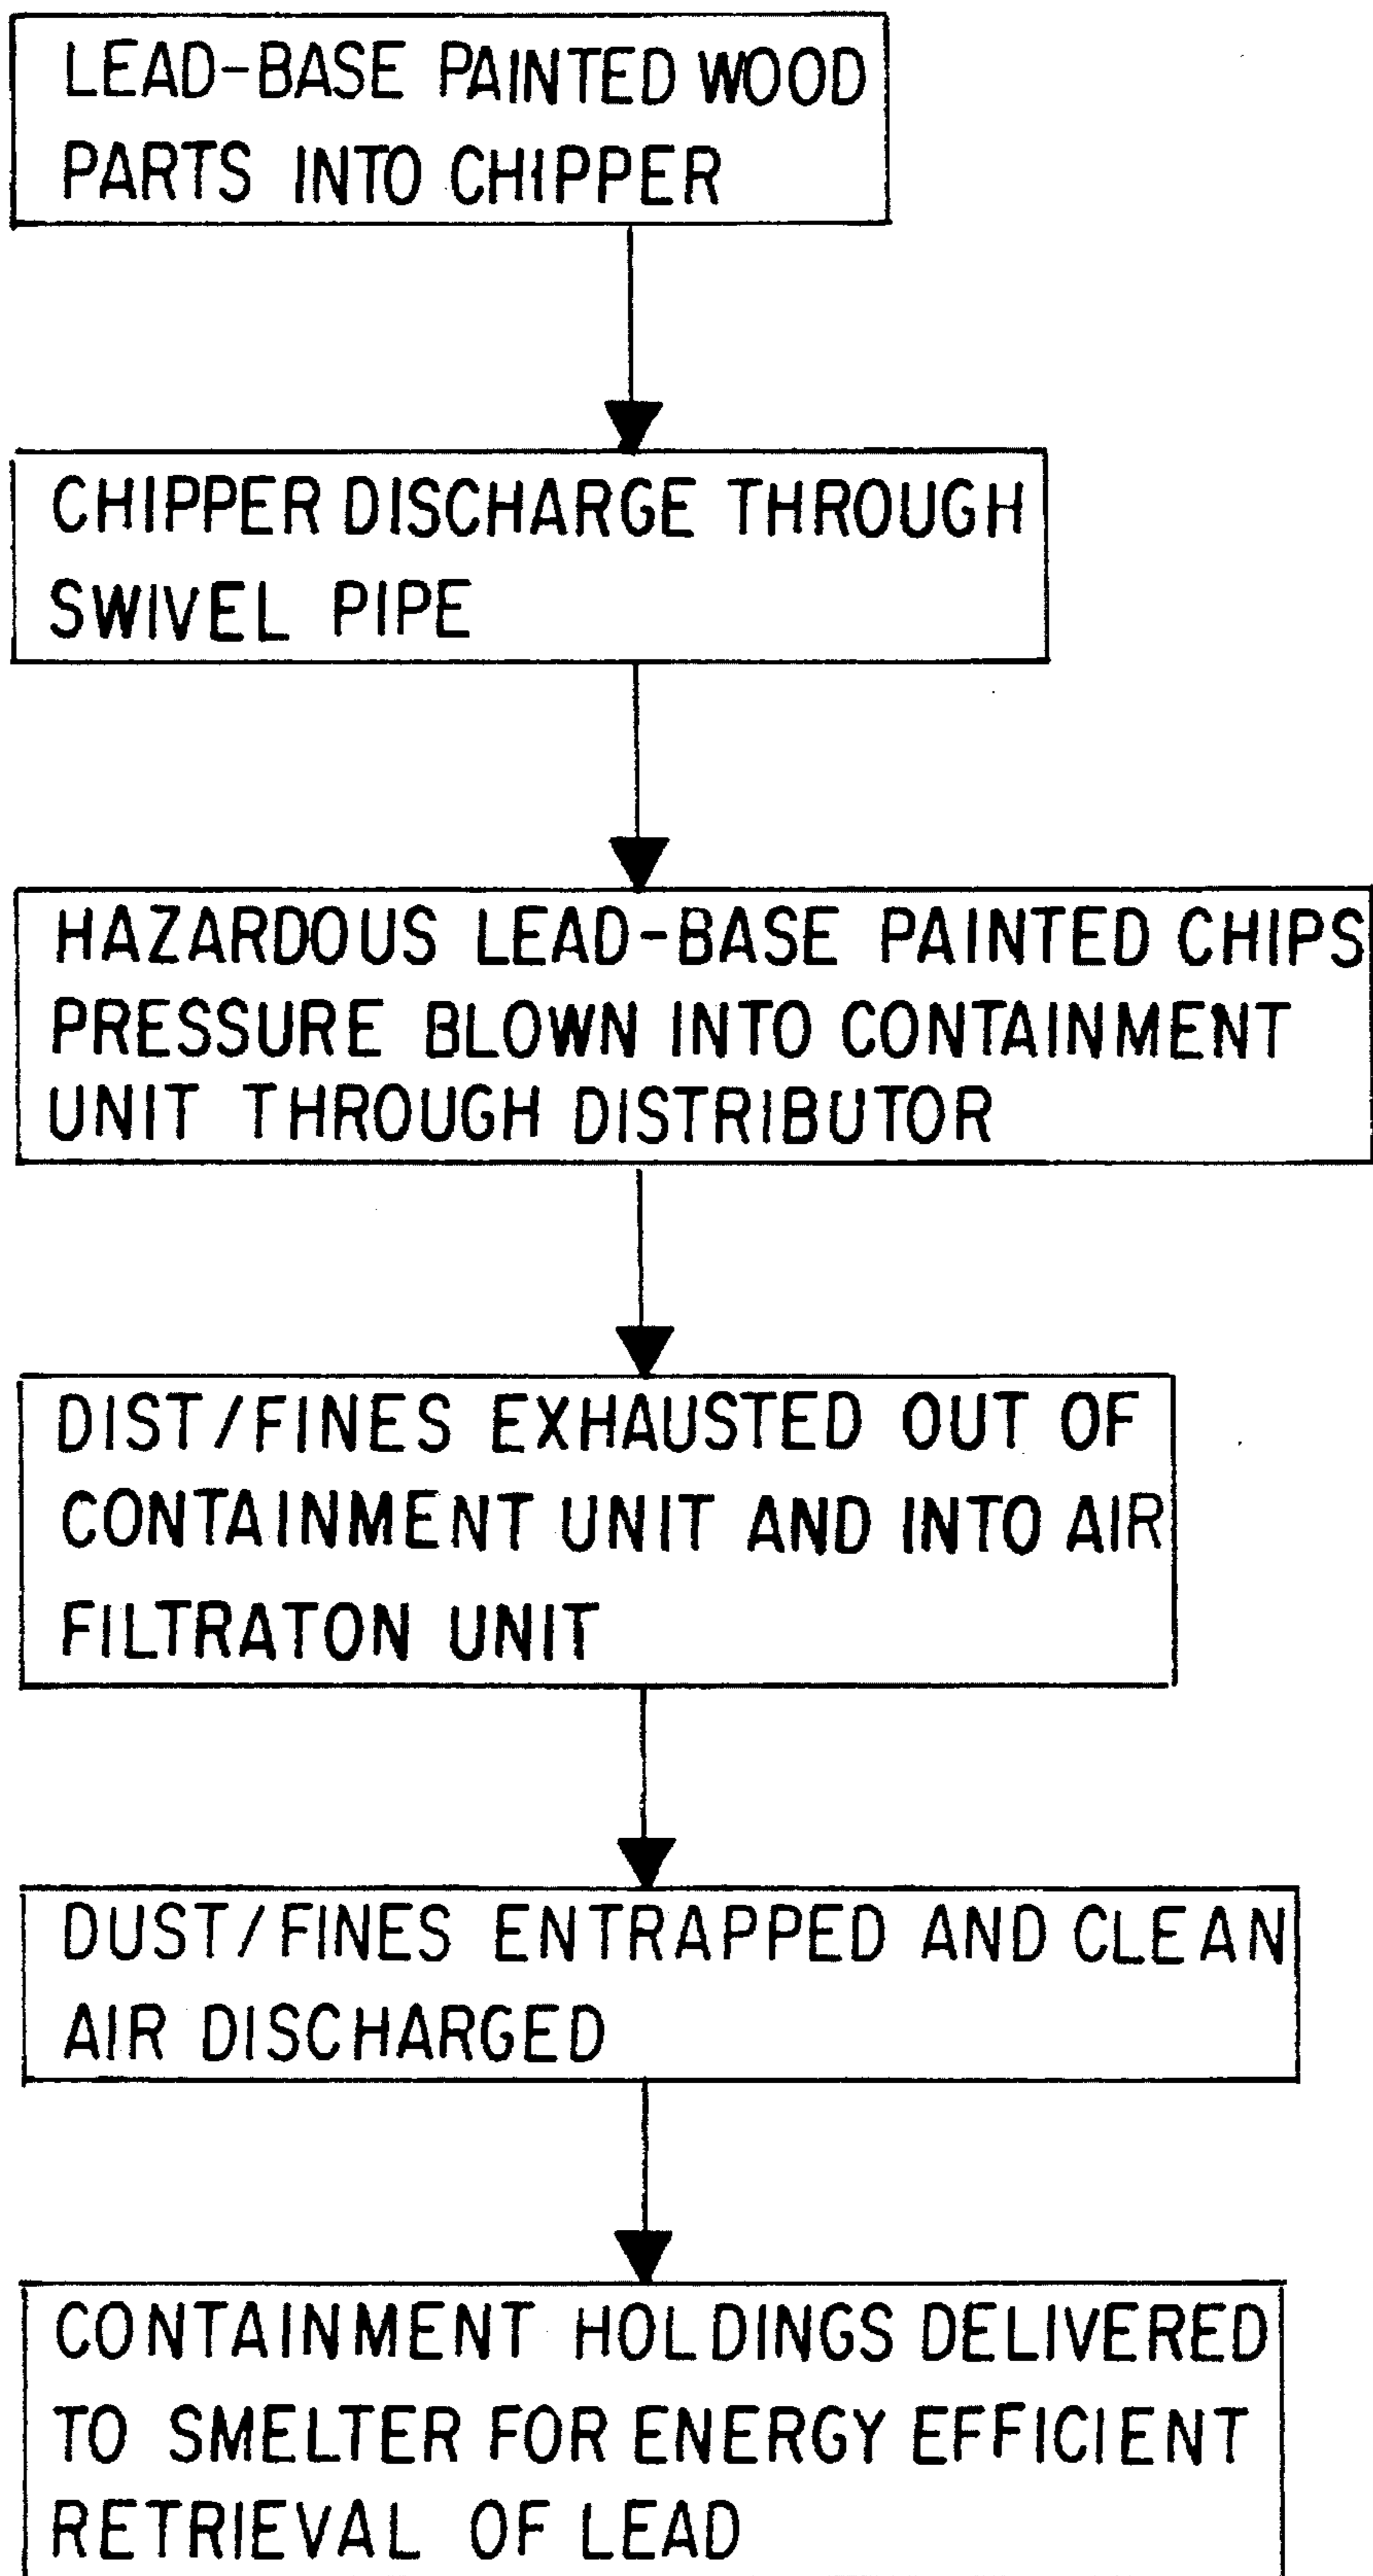 LEAD-BASE PAINTED WOOD
PARTS INTO CHIPPER
CHIPPER DISCHARGE THROUGH
SWIVEL PIPE
HAZARDOUS LEAD-BASE PAINTED CHIPS
PRESSURE BLOWN INTO CONTAINMENT
UNIT THROUGH DISTRIBUTOR
DIST/FINES EXHAUSTED OUT OF
CONTAINMENT UNIT AND INTO AIR
FILTRATON UNIT
DUST/FINES ENTRAPPED AND CLEAN
AIR DISCHARGED
CONTAINMENT HOLDINGS DELIVERED
TO SMELTER FOR ENERGY EFFICIENT
RETRIEVAL OF LEAD